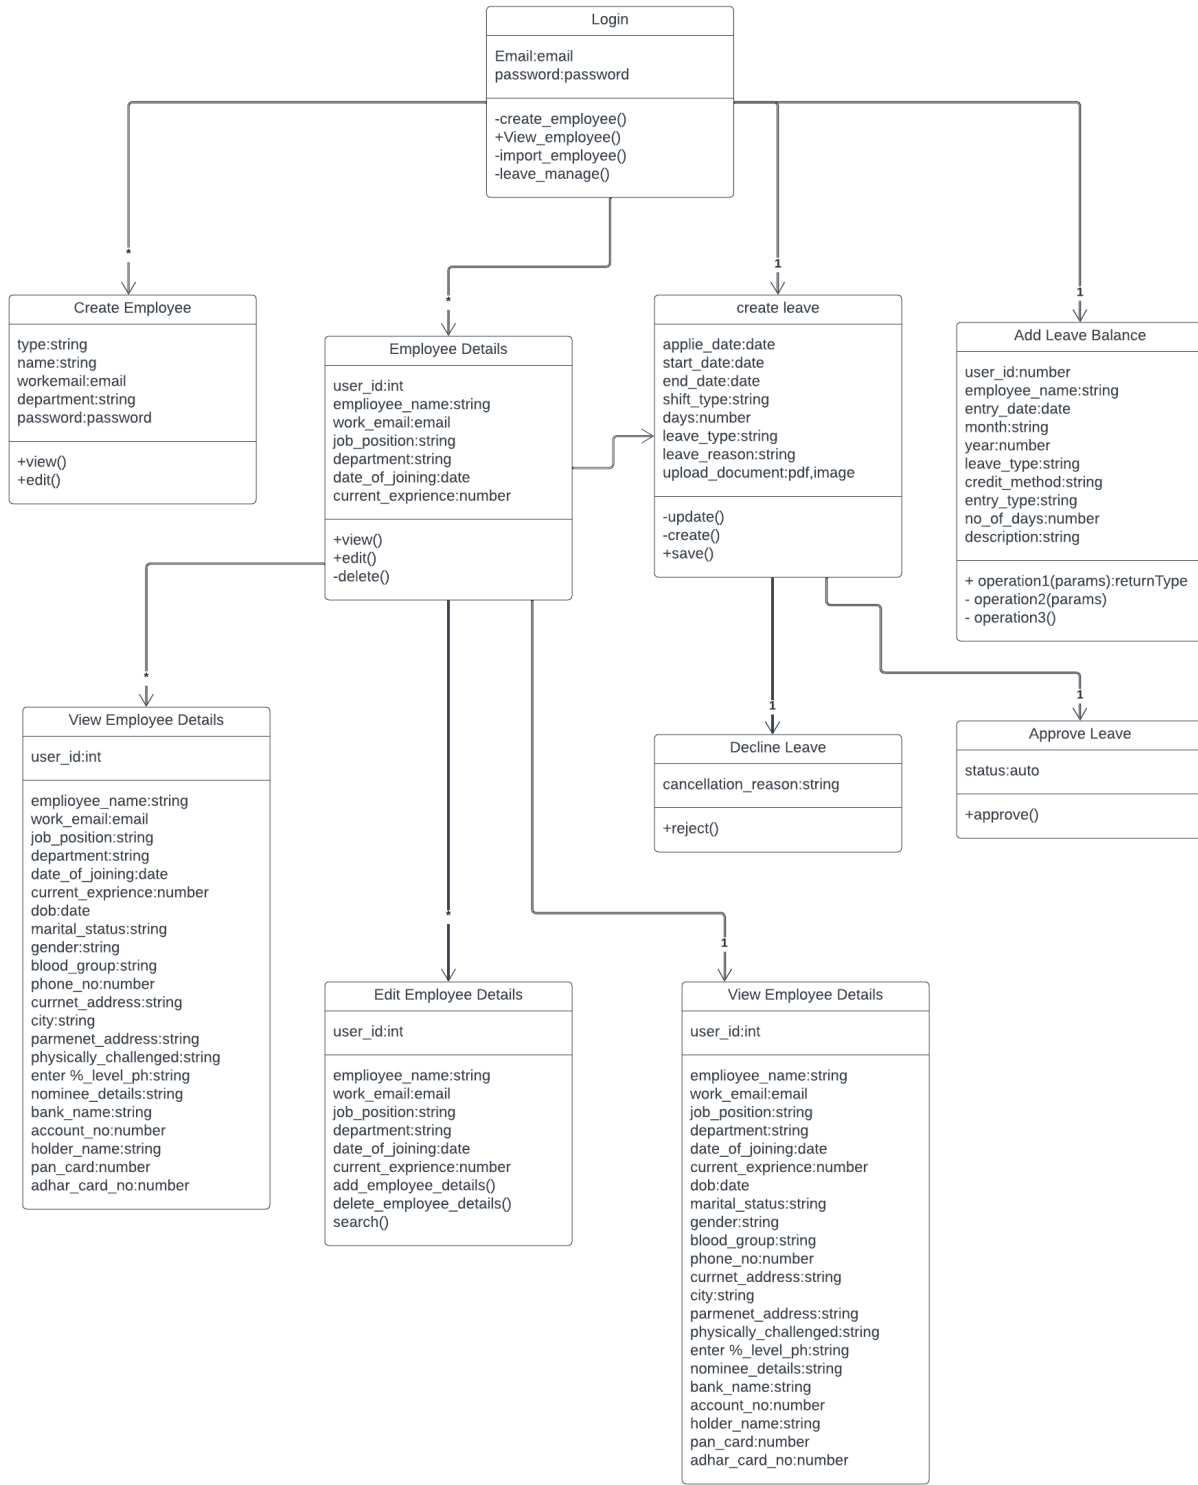 Login
Email:email
password:password
-create_employee()
+View_employee()
-import_employee()
-leave_manage()
*
*
1
1
Create Employee
type:string
name:string
workemail:email
department:string
password:password
+view()
+edit()
Employee Details
user_id:int
emplioyee_name:string
work_email:email
job_position:string
department:string
date_of_joining:date
current_exprience:number
+view()
+edit()
-delete()
create leave
applie_date:date
start_date:date
end_date:date
shift_type:string
days:number
leave_type:string
leave_reason:string
upload_document:pdf,image
-update()
-create()
+save()
Add Leave Balance
user_id:number
employee_name:string
entry_date:date
month:string
year:number
leave_type:string
credit_method:string
entry_type:string
no_of_days:number
description:string
+ operation1(params):returnType
- operation2(params)
- operation3()
*
1
1
View Employee Details
user_id:int
emplioyee_name:string
work_email:email
job_position:string
department:string
date_of_joining:date
current_exprience:number
dob:date
marital_status:string
gender:string
blood_group:string
phone_no:number
currnet_address:string
city:string
parmenet_address:string
physically_challenged:string
enter %_level_ph:string
nominee_details:string
bank_name:string
account_no:number
holder_name:string
pan_card:number
adhar_card_no:number
Decline Leave
cancellation_reason:string
+reject()
Approve Leave
status:auto
+approve()
*
1
Edit Employee Details
user_id:int
emplioyee_name:string
work_email:email
job_position:string
department:string
date_of_joining:date
current_exprience:number
add_employee_details()
delete_employee_details()
search()
View Employee Details
user_id:int
emplioyee_name:string
work_email:email
job_position:string
department:string
date_of_joining:date
current_exprience:number
dob:date
marital_status:string
gender:string
blood_group:string
phone_no:number
currnet_address:string
city:string
parmenet_address:string
physically_challenged:string
enter %_level_ph:string
nominee_details:string
bank_name:string
account_no:number
holder_name:string
pan_card:number
adhar_card_no:number